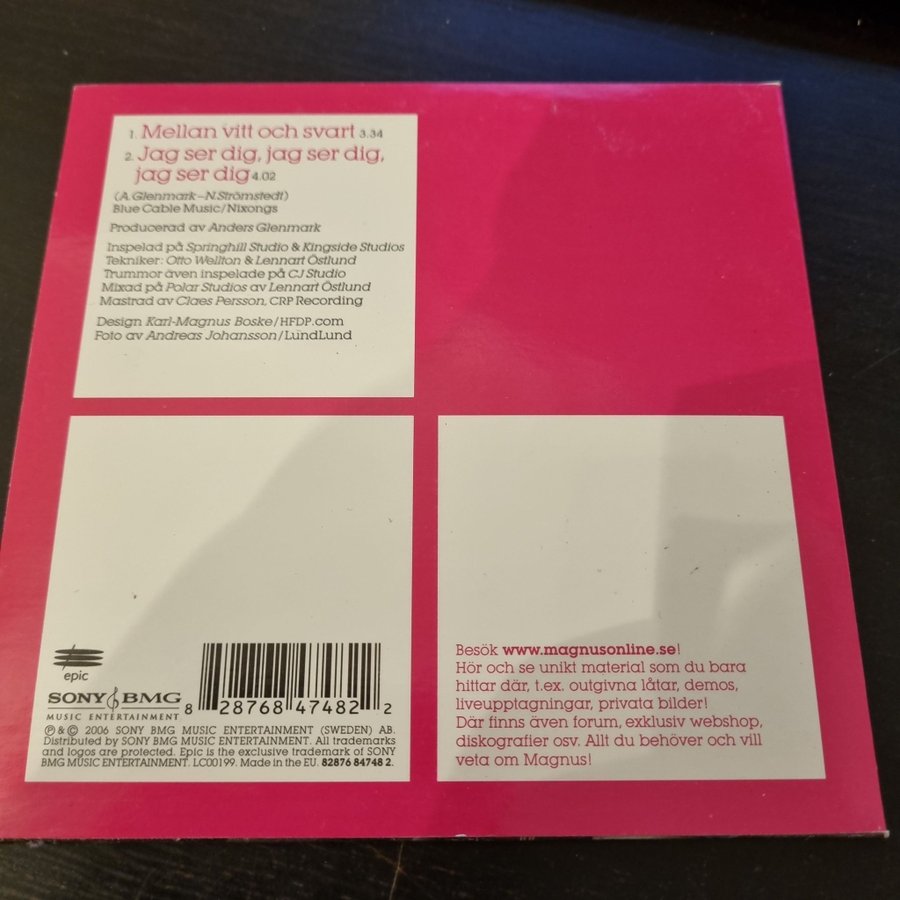 1. Mellan vitt och svart 3.34
2. Jag ser dig, jag ser dig,
jag ser dig 4.02
(A.Glenmark–N.Strömstedt)
Blue Cable Music/Nixongs
Producerad av Anders Glenmark
Inspelad på Springhill Studio & Kingside Studios
Tekniker: Otto Wellton & Lennart Östlund
Trummor även inspelade på CJ Studio
Mixad på Polar Studios av Lennart Östlund
Mastrad av Claes Persson, CRP Recording
Design Karl-Magnus Boske/HFDP.com
Foto av Andreas Johansson/LundLund
epic
SONY BMG
MUSIC ENTERTAINMENT
8 28768 47482 2
℗ & © 2006 SONY BMG MUSIC ENTERTAINMENT (SWEDEN) AB.
Distributed by SONY BMG MUSIC ENTERTAINMENT. All trademarks
and logos are protected. Epic is the exclusive trademark of SONY
BMG MUSIC ENTERTAINMENT. LC00199. Made in the EU. 82876 84748 2.
Besök www.magnusonline.se!
Hör och se unikt material som du bara
hittar där, t.ex. outgivna låtar, demos,
liveupptagningar, privata bilder!
Där finns även forum, exklusiv webshop,
diskografier osv. Allt du behöver och vill
veta om Magnus!